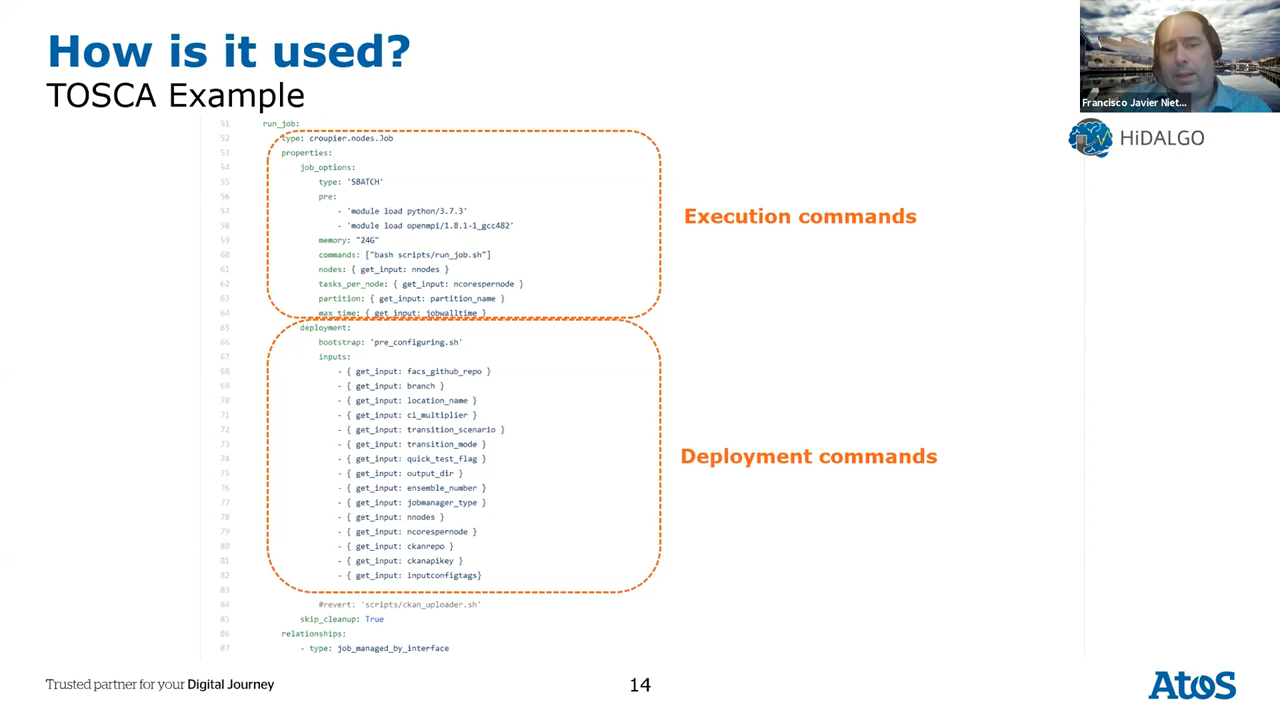 How is it used?
TOSCA Example
Francisco Javier Niet...
HiDALGO
51 run_job:
52 type: croupier.nodes.Job
53 properties:
54 job_options:
55 type: 'SBATCH'
56 pre:
57 - 'module load python/3.7.3'
58 - 'module load openmpi/1.8.1-1_gcc482'
59 memory: "24G"
60 commands: ["bash scripts/run_job.sh"]
61 nodes: { get_input: nnodes }
62 tasks_per_node: { get_input: ncorespernode }
63 partition: { get_input: partition_name }
64 max_time: { get_input: jobwalltime }
Execution commands
65 deployment:
66 bootstrap: 'pre_configuring.sh'
67 inputs:
68 - { get_input: facs_github_repo }
69 - { get_input: branch }
70 - { get_input: location_name }
71 - { get_input: ci_multiplier }
72 - { get_input: transition_scenario }
73 - { get_input: transition_mode }
74 - { get_input: quick_test_flag }
75 - { get_input: output_dir }
76 - { get_input: ensemble_number }
77 - { get_input: jobmanager_type }
78 - { get_input: nnodes }
79 - { get_input: ncorespernode }
80 - { get_input: ckanrepo }
81 - { get_input: ckanapikey }
82 - { get_input: inputconfigtags}
83
Deployment commands
84 #revert: 'scripts/ckan_uploader.sh'
85 skip_cleanup: True
86 relationships:
87 - type: job_managed_by_interface
Trusted partner for your Digital Journey
14
Atos